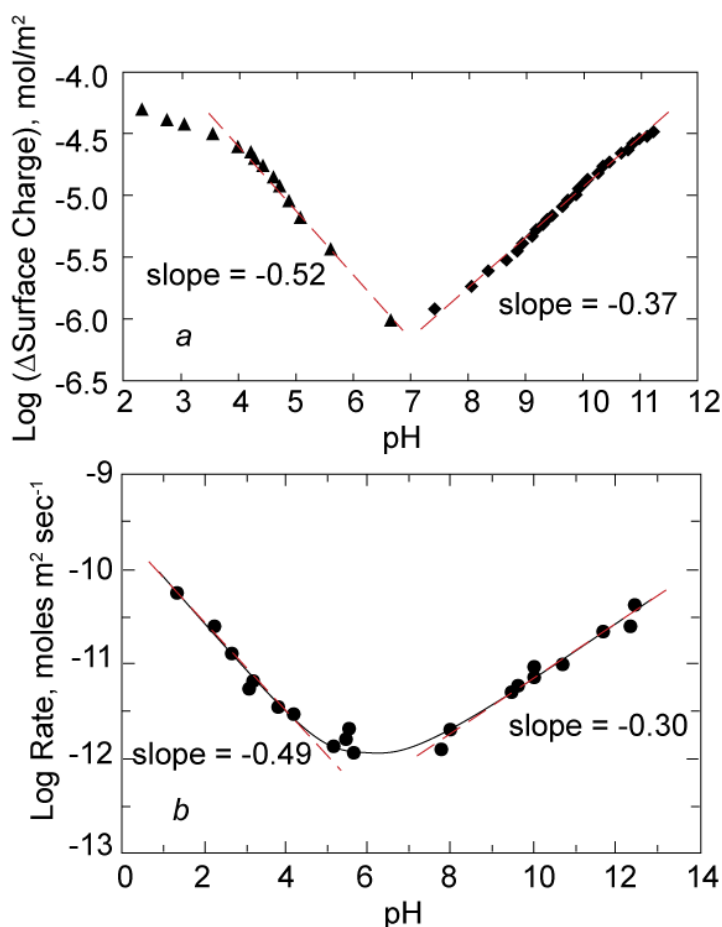 Log (ΔSurface Charge), mol/m²
-4.0
-4.5
-5.0
-5.5
-6.0
-6.5
slope = -0.52
slope = -0.37
a
2 3 4 5 6 7 8 9 10 11 12
pH
Log Rate, moles m² sec⁻¹
-9
-10
-11
-12
-13
slope = -0.49
slope = -0.30
b
0 2 4 6 8 10 12 14
pH